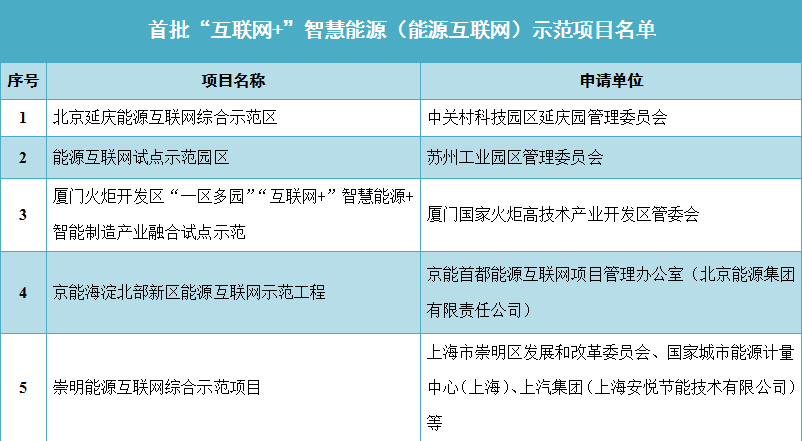 首批“互联网+”智慧能源（能源互联网）示范项目名单
序号 项目名称 申请单位
1 北京延庆能源互联网综合示范区 中关村科技园区延庆园管理委员会
2 能源互联网试点示范园区 苏州工业园区管理委员会
3 厦门火炬开发区“一区多园”“互联网+”智慧能源+
智能制造产业融合试点示范 厦门国家火炬高技术产业开发区管委会
4 京能海淀北部新区能源互联网示范工程 京能首都能源互联网项目管理办公室（北京能源集团
有限责任公司）
5 崇明能源互联网综合示范项目 上海市崇明区发展和改革委员会、国家城市能源计量
中心（上海）、上汽集团（上海安悦节能技术有限公司）
等